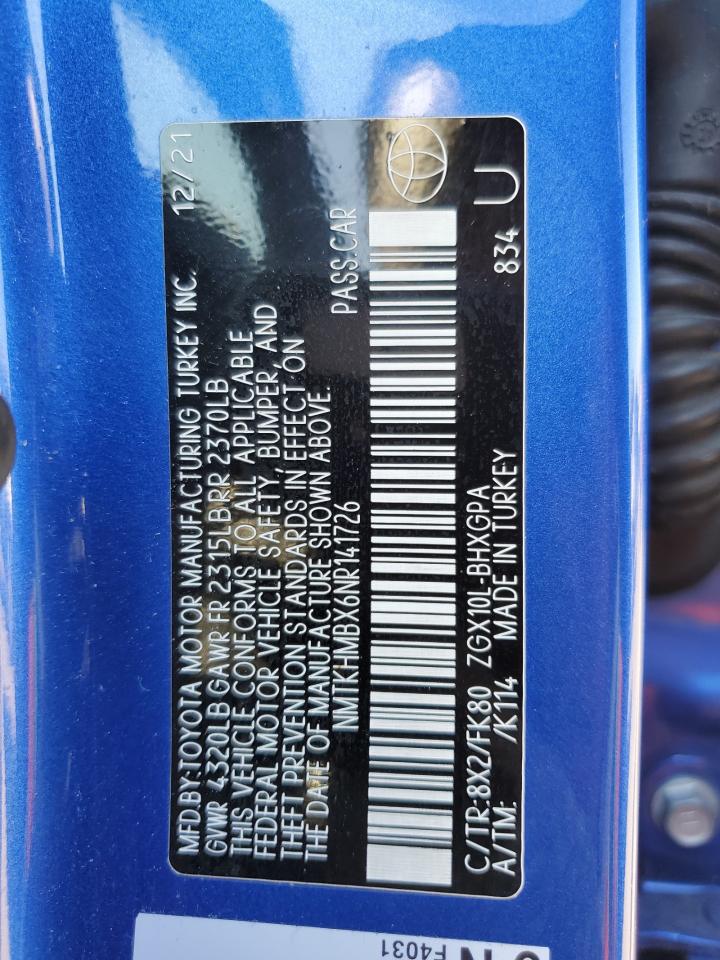 MFD.BY:TOYOTA MOTOR MANUFACTURING TURKEY INC. 12/21
GVWR 4320LB GAWR FR 2315LB RR 2370LB
THIS VEHICLE CONFORMS TO ALL APPLICABLE
FEDERAL MOTOR VEHICLE SAFETY, BUMPER, AND
THEFT PREVENTION STANDARDS IN EFFECT ON
THE DATE OF MANUFACTURE SHOWN ABOVE.
NMTKHMBX6NR141726 PASS.CAR
C/TR:8X2/FK80 ZGX10L-BHXGPA 834 U
A/TM: /K114 MADE IN TURKEY
F4031